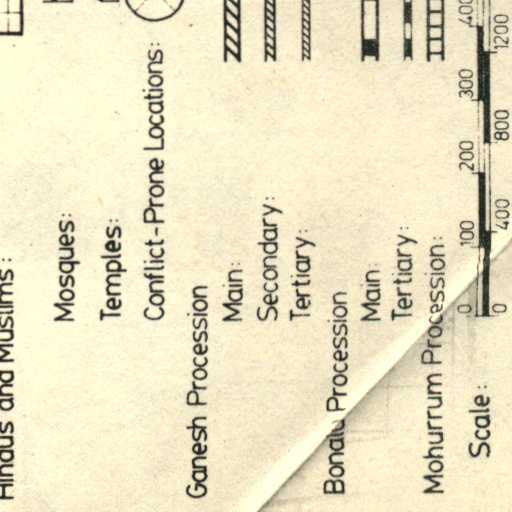 Hindus and Muslims:
Mosques:
Temples:
Conflict-Prone Locations:
Ganesh Procession
Main:
Secondary:
Tertiary:
Bonalu Procession
Main
Tertiary:
Mohurrum Procession:
0 100 200 300 400
Scale:
0 400 800 1200